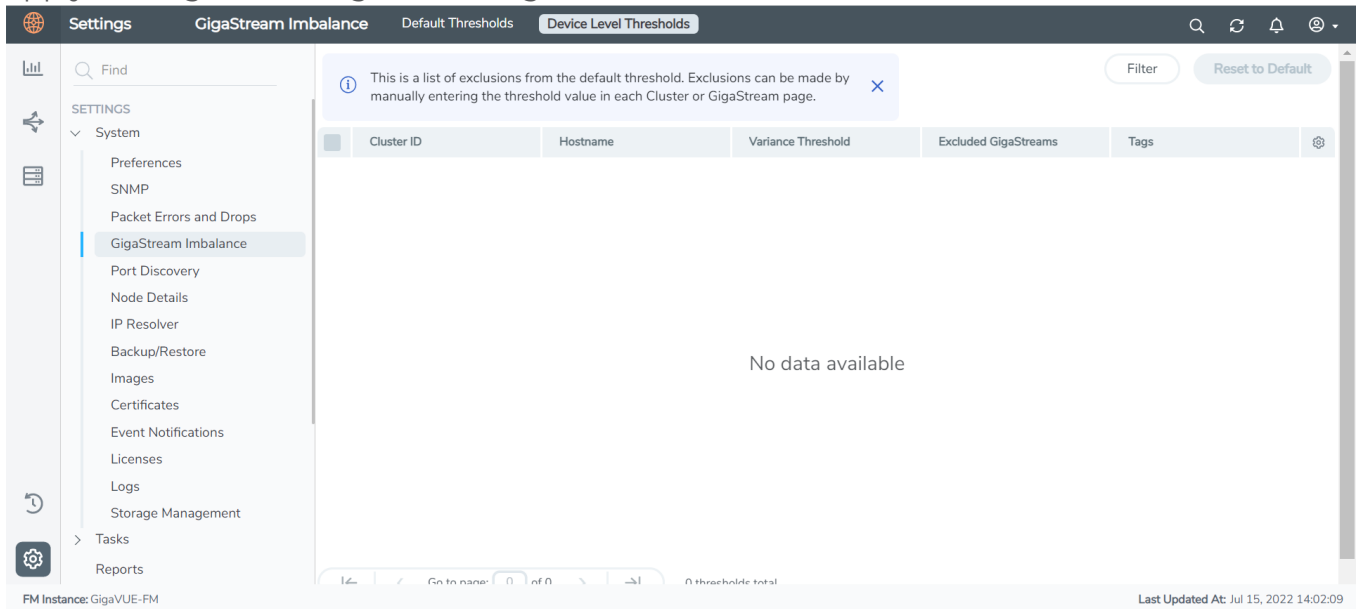 Settings GigaStream Imbalance Default Thresholds Device Level Thresholds
Find
SETTINGS
System
Preferences
SNMP
Packet Errors and Drops
GigaStream Imbalance
Port Discovery
Node Details
IP Resolver
Backup/Restore
Images
Certificates
Event Notifications
Licenses
Logs
Storage Management
Tasks
Reports
This is a list of exclusions from the default threshold. Exclusions can be made by
manually entering the threshold value in each Cluster or GigaStream page.
Filter Reset to Default
Cluster ID Hostname Variance Threshold Excluded GigaStreams Tags
No data available
Go to page: 0 of 0 0 thresholds total
FM Instance: GigaVUE-FM Last Updated At: Jul 15, 2022 14:02:09